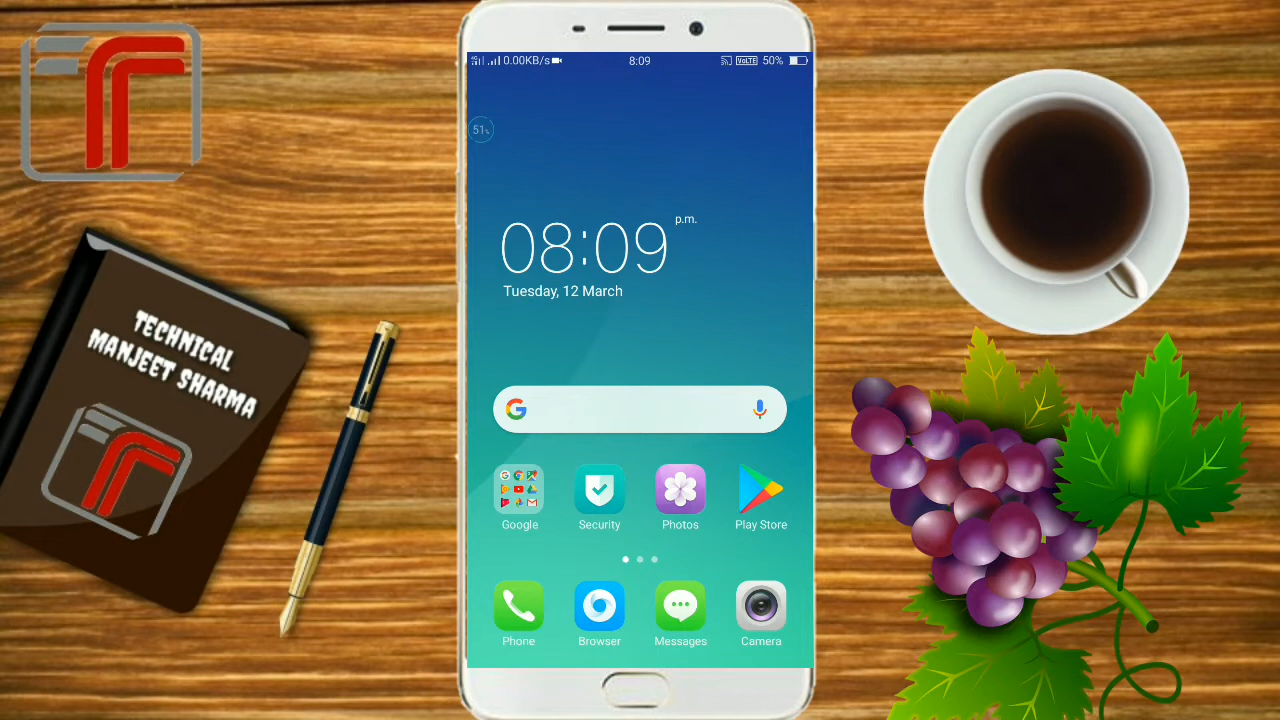 0.00KB/s 8:09 VoLTE 50%
51%
08:09 p.m.
Tuesday, 12 March
TECHNICAL
MANJEET SHARMA
Google Security Photos Play Store
Phone Browser Messages Camera